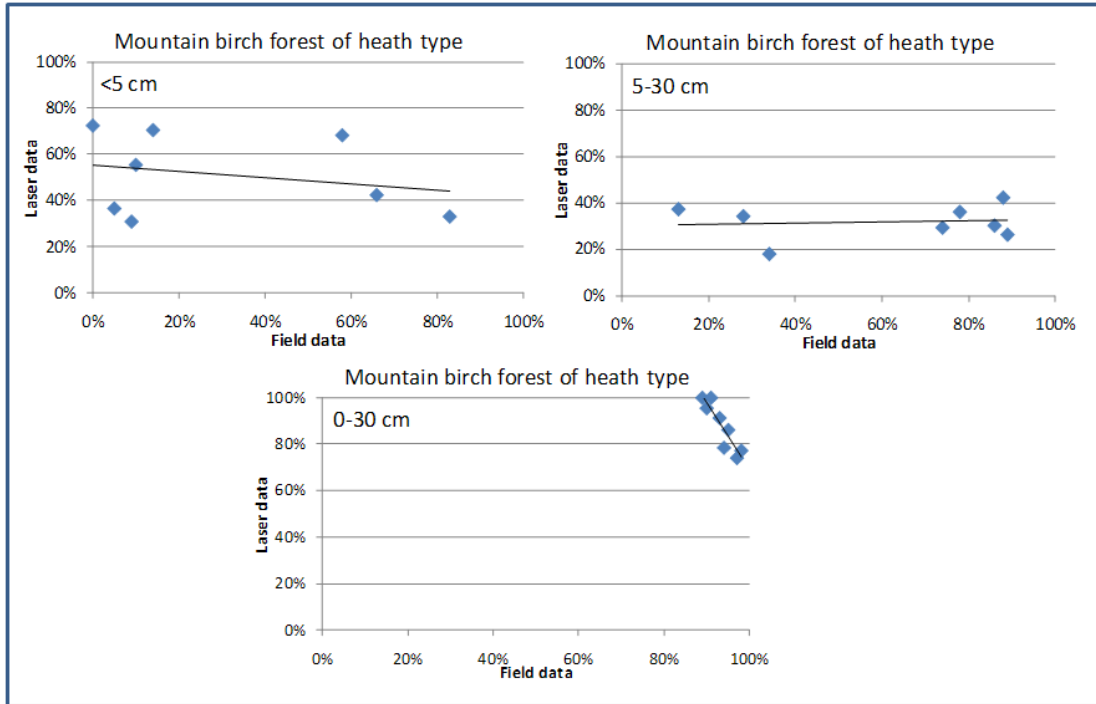 Mountain birch forest of heath type
<5 cm
100%
80%
60%
40%
20%
0%
Laser data
0% 20% 40% 60% 80% 100%
Field data
Mountain birch forest of heath type
5-30 cm
100%
80%
60%
40%
20%
0%
Laser data
0% 20% 40% 60% 80% 100%
Field data
Mountain birch forest of heath type
0-30 cm
100%
80%
60%
40%
20%
0%
Laser data
0% 20% 40% 60% 80% 100%
Field data